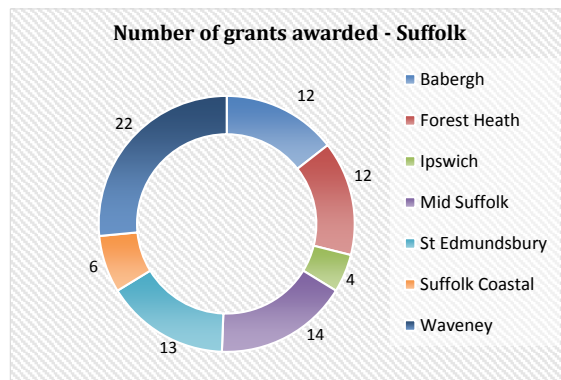 Number of grants awarded - Suffolk
12
12
4
14
13
6
22
Babergh
Forest Heath
Ipswich
Mid Suffolk
St Edmundsbury
Suffolk Coastal
Waveney